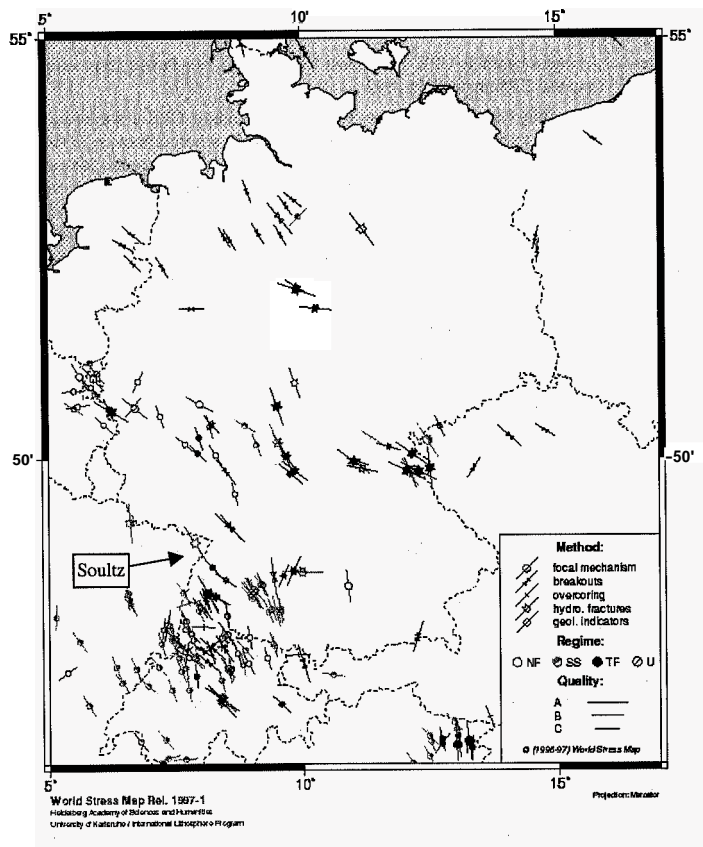 5° 10° 15°
55° 55°
50° -50°
Soultz
Method:
focal mechanism
breakouts
overcoring
hydro. fractures
geol. indicators
Regime:
NF SS TF U
Quality:
A
B
C
© (1996-97) World Stress Map
5° 10° 15°
World Stress Map Rel. 1997-1
Projection: Mercator
Heidelberg Academy of Sciences and Humanities
University of Karlsruhe / International Lithosphere Program